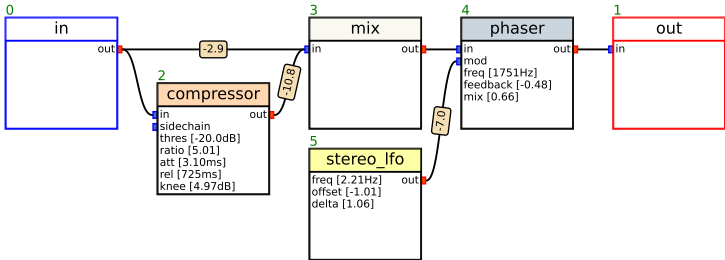 0
in
out
-2.9
2
compressor
in
out
sidechain
thres [-20.0dB]
ratio [5.01]
att [3.10ms]
rel [725ms]
knee [4.97dB]
-10.8
3
mix
in
out
5
stereo_lfo
freq [2.21Hz]
out
offset [-1.01]
delta [1.06]
-7.0
4
phaser
in
out
mod
freq [1751Hz]
feedback [-0.48]
mix [0.66]
1
out
in